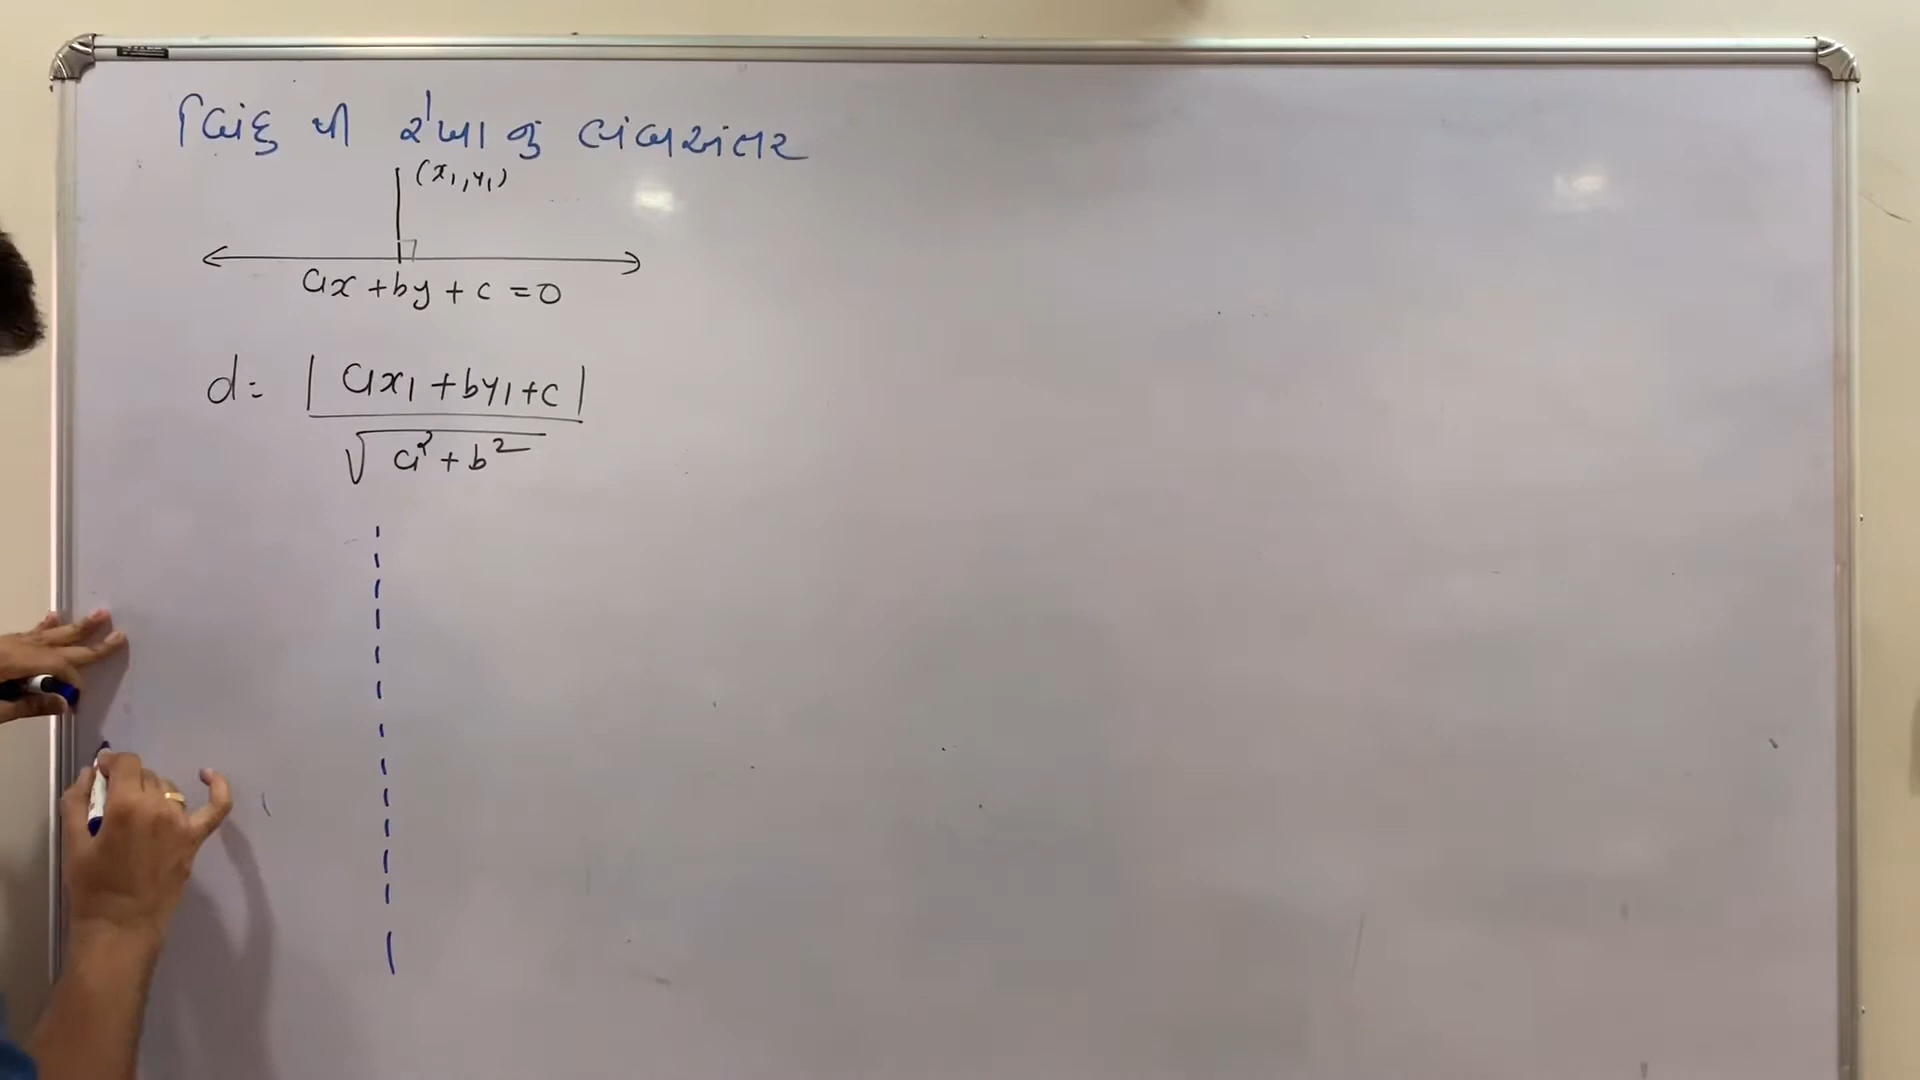 બિંદુ થી રેખા નું લંબઅંતર
(x₁,y₁)
ax + by + c = 0
d = | ax₁ + by₁ + c |
√ a² + b²